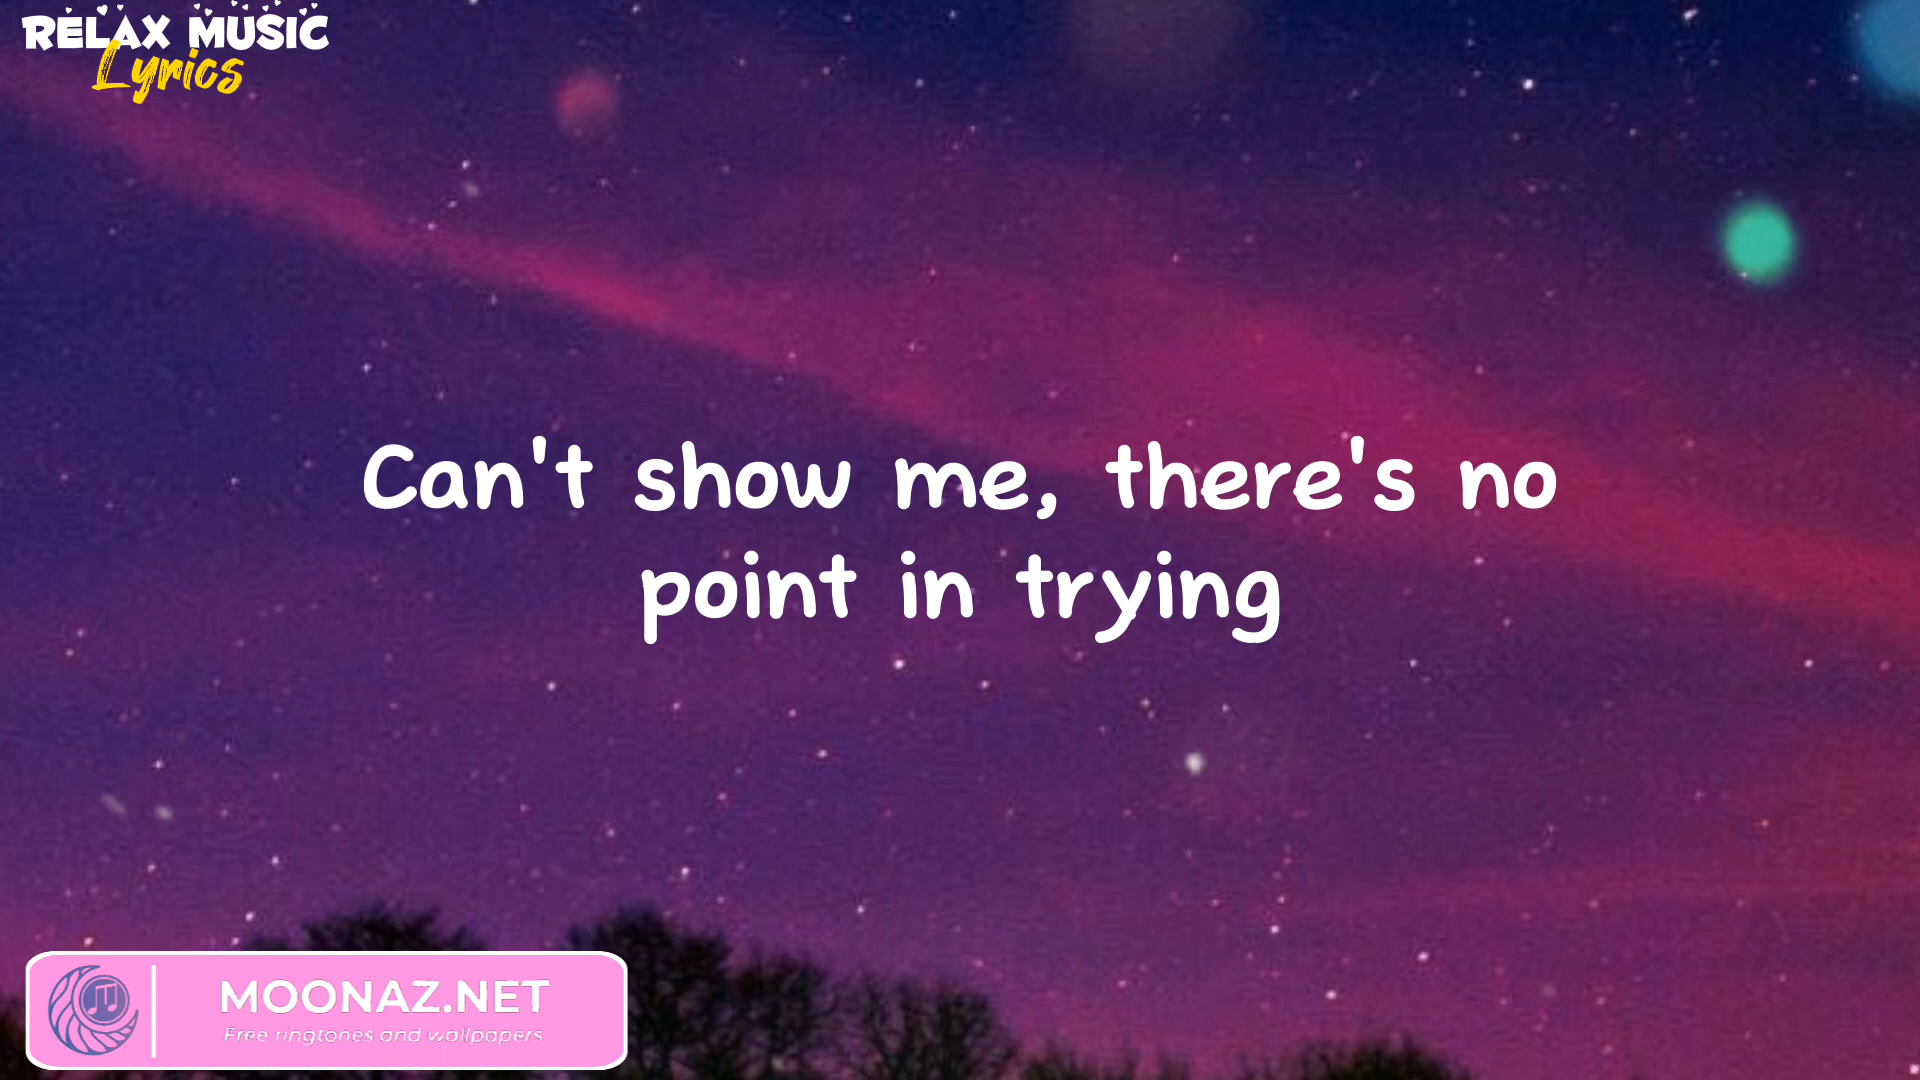 RELAX MUSIC
Lyrics
Can't show me, there's no
point in trying
MOONAZ.NET
Free ringtones and wallpapers